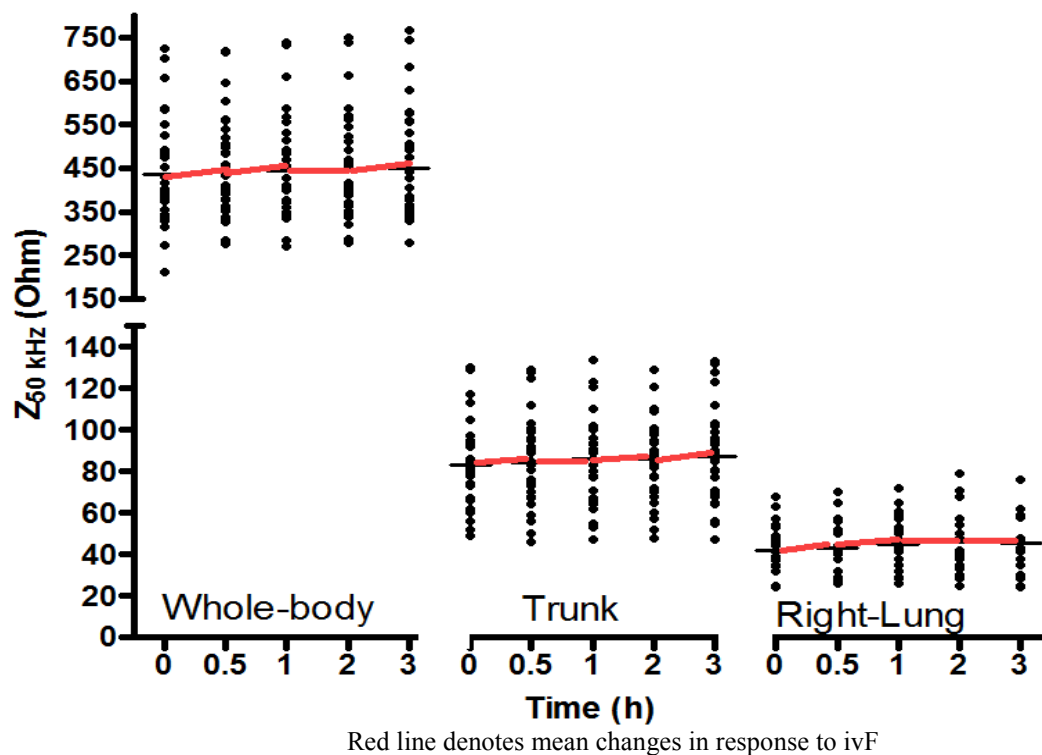 750
650
550
450
350
250
150
140
120
100
80
60
40
20
0
Z50 kHz (Ohm)
Whole-body
Trunk
Right-Lung
0 0.5 1 2 3
0 0.5 1 2 3
0 0.5 1 2 3
Time (h)
Red line denotes mean changes in response to ivF